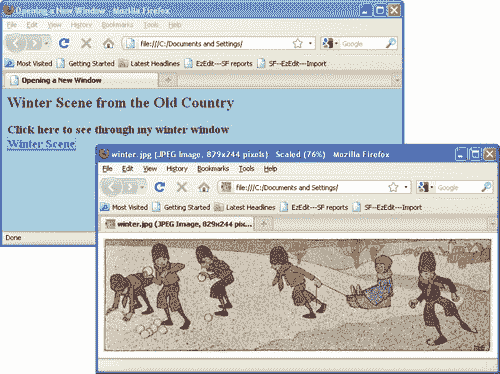 Opening a New Window - Mozilla Firefox
File Edit View History Bookmarks Tools Help
file:///C:/Documents and Settings/
Google
Most Visited Getting Started Latest Headlines EzEdit---SF reports SF--EzEdit---Import
Opening a New Window
Winter Scene from the Old Country
Click here to see through my winter window
Winter Scene
Done
winter.jpg (JPEG Image, 829x244 pixels) - Scaled (76%) - Mozilla Firefox
File Edit View History Bookmarks Tools Help
file:///C:/Documents and Settings/
Google
Most Visited Getting Started Latest Headlines EzEdit---SF reports SF--EzEdit---Import
winter.jpg (JPEG Image, 829x244 pix...